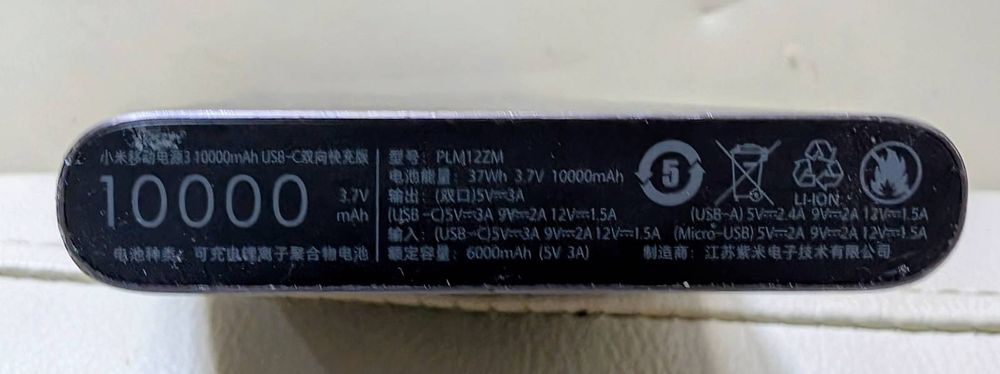 小米移动电源3 10000mAh USB-C双向快充版
10000 3.7V mAh
电池种类：可充电锂离子聚合物电池
型号：PLM12ZM
电池能量：37Wh 3.7V 10000mAh
输出：(双口)5V⎓3A
(USB-C)5V⎓3A 9V⎓2A 12V⎓1.5A (USB-A)5V⎓2.4A 9V⎓2A 12V⎓1.5A
输入：(USB-C)5V⎓3A 9V⎓2A 12V⎓1.5A (Micro-USB)5V⎓2A 9V⎓2A 12V⎓1.5A
额定容量：6000mAh (5V 3A) 制造商：江苏紫米电子技术有限公司
5
LI-ION